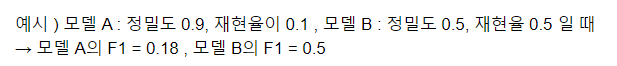 예시 ) 모델 A : 정밀도 0.9, 재현율이 0.1 , 모델 B : 정밀도 0.5, 재현율 0.5 일 때
→ 모델 A의 F1 = 0.18 , 모델 B의 F1 = 0.5